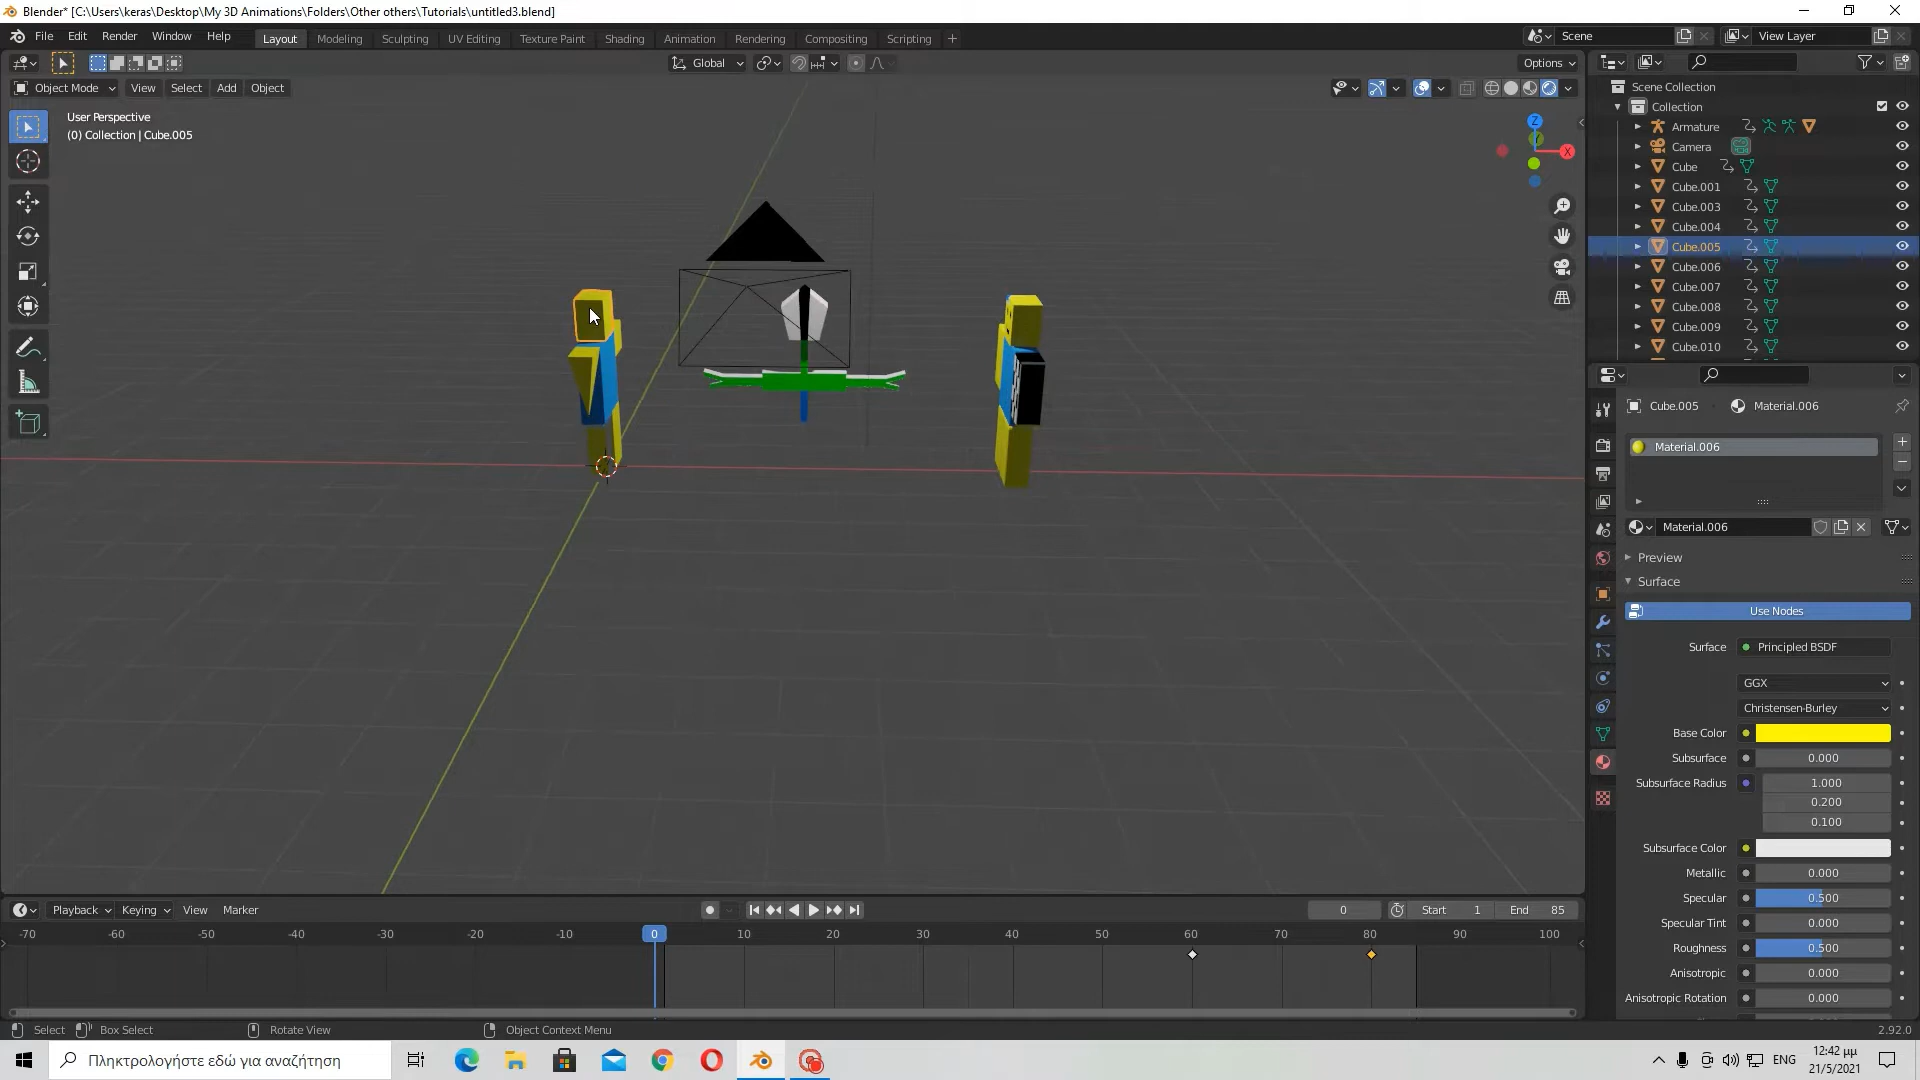 Blender* [C:\Users\keras\Desktop\My 3D Animations\Folders\Other others\Tutorials\untitled3.blend]
File Edit Render Window Help Layout Modeling Sculpting UV Editing Texture Paint Shading Animation Rendering Compositing Scripting + Scene View Layer
Global Options
Object Mode View Select Add Object
User Perspective
(0) Collection | Cube.005
Z
X
Scene Collection
Collection
Armature
Camera
Cube
Cube.001
Cube.003
Cube.004
Cube.005
Cube.006
Cube.007
Cube.008
Cube.009
Cube.010
Cube.005 Material.006
Material.006
Material.006
Preview
Surface
Use Nodes
Surface Principled BSDF
GGX
Christensen-Burley
Base Color
Subsurface 0.000
Subsurface Radius 1.000
0.200
0.100
Subsurface Color
Metallic 0.000
Specular 0.500
Specular Tint 0.000
Roughness 0.500
Anisotropic 0.000
Anisotropic Rotation 0.000
Playback Keying View Marker 0 Start 1 End 85
-70 -60 -50 -40 -30 -20 -10 0 10 20 30 40 50 60 70 80 90 100
Select Box Select Rotate View Object Context Menu 2.92.0
Πληκτρολογήστε εδώ για αναζήτηση
ENG
12:42 μμ
21/5/2021